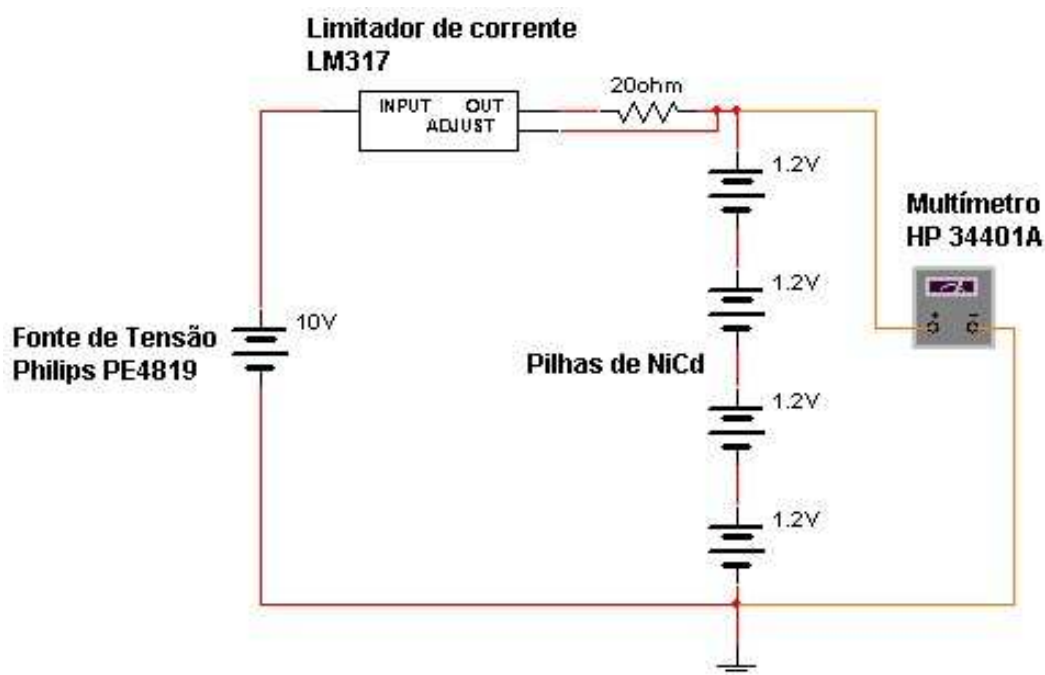 Limitador de corrente
LM317
INPUT OUT
ADJUST
20ohm
1.2V
Multímetro
HP 34401A
1.2V
10V
Fonte de Tensão
Philips PE4819
Pilhas de NiCd
1.2V
1.2V